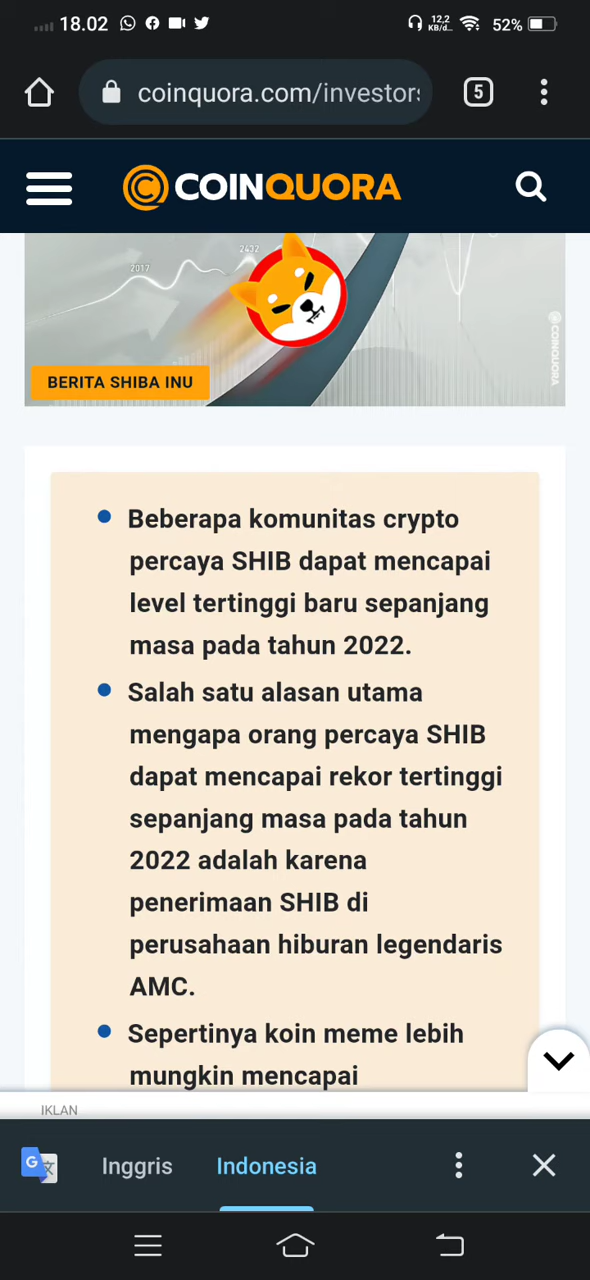 18.02
12,2
KB/d...
52%
coinquora.com/investors
5
COINQUORA
2017
2432
COINQUORA
BERITA SHIBA INU
Beberapa komunitas crypto
percaya SHIB dapat mencapai
level tertinggi baru sepanjang
masa pada tahun 2022.
Salah satu alasan utama
mengapa orang percaya SHIB
dapat mencapai rekor tertinggi
sepanjang masa pada tahun
2022 adalah karena
penerimaan SHIB di
perusahaan hiburan legendaris
AMC.
Sepertinya koin meme lebih
mungkin mencapai
IKLAN
Inggris
Indonesia